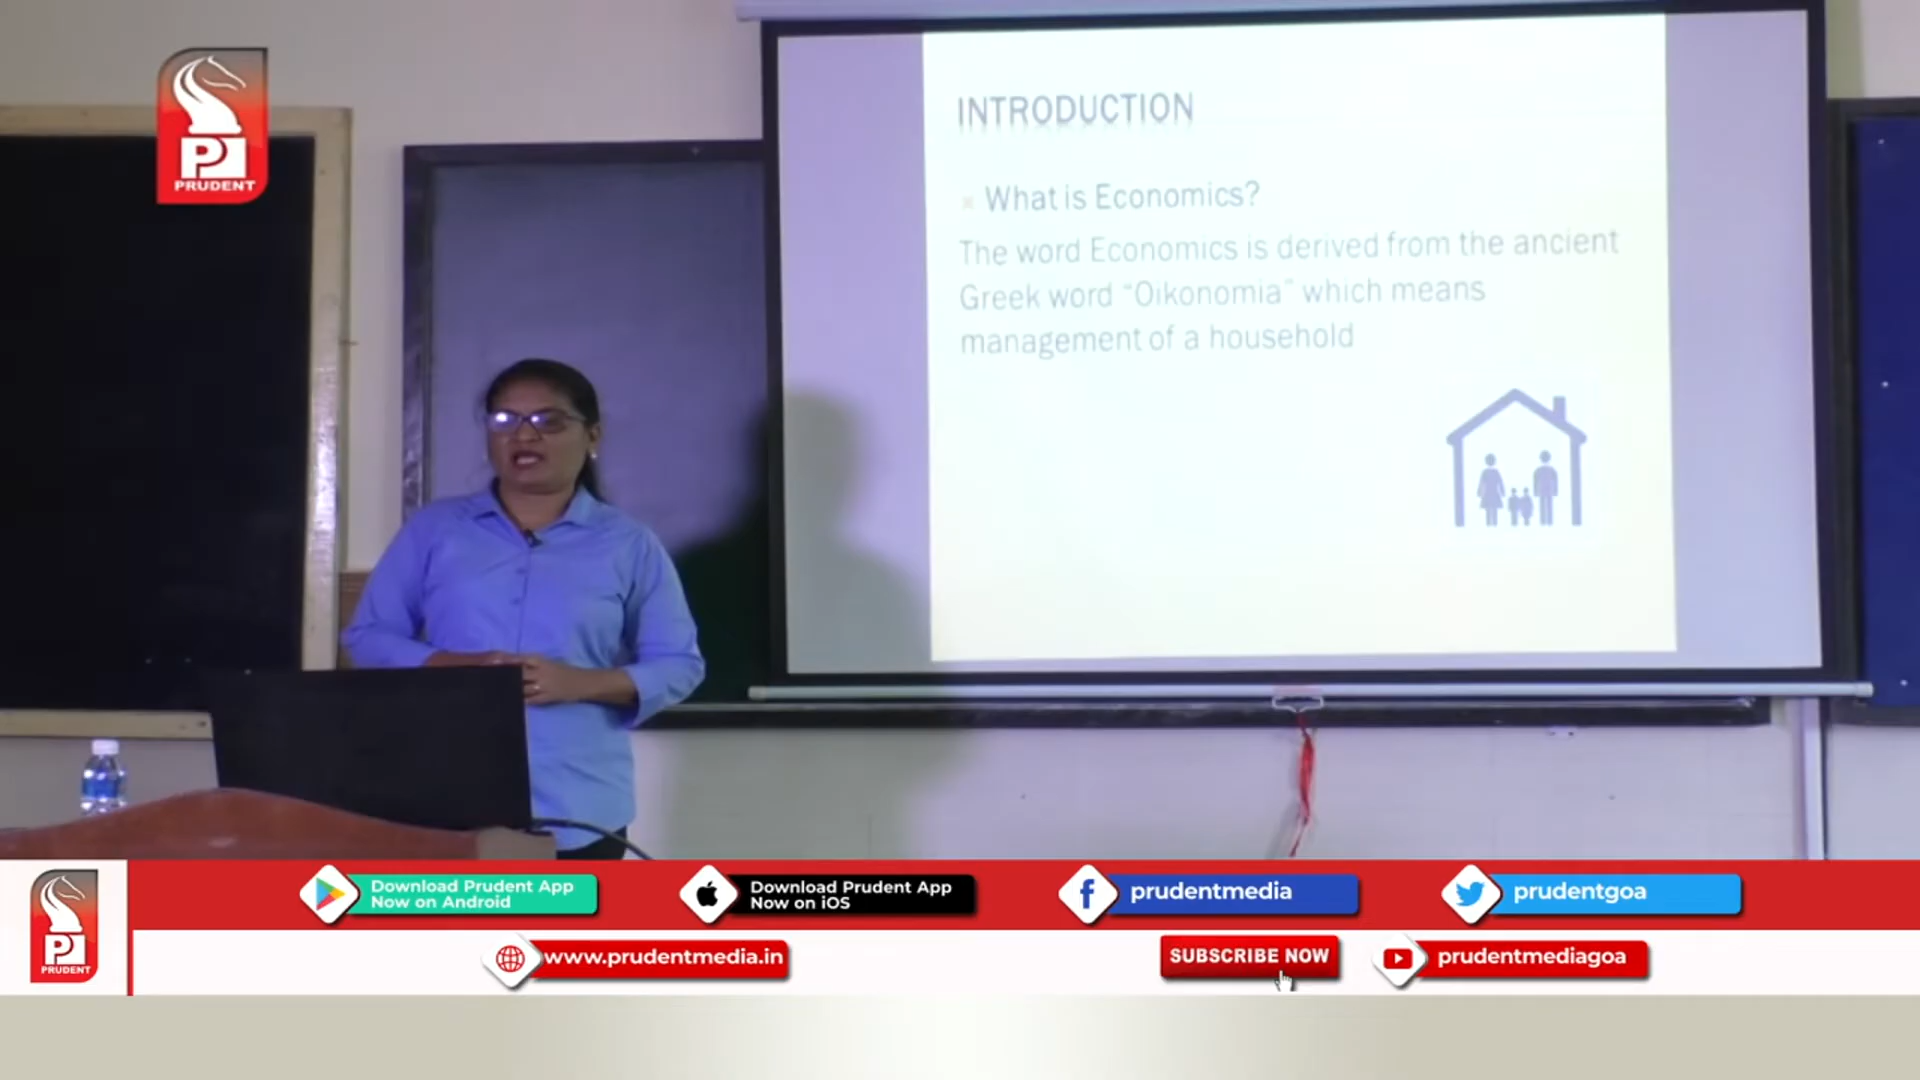 PRUDENT
INTRODUCTION
What is Economics?
The word Economics is derived from the ancient
Greek word "Oikonomia" which means
management of a household
Download Prudent App
Now on Android
Download Prudent App
Now on iOS
prudentmedia
prudentgoa
PRUDENT
www.prudentmedia.in
SUBSCRIBE NOW
prudentmediagoa